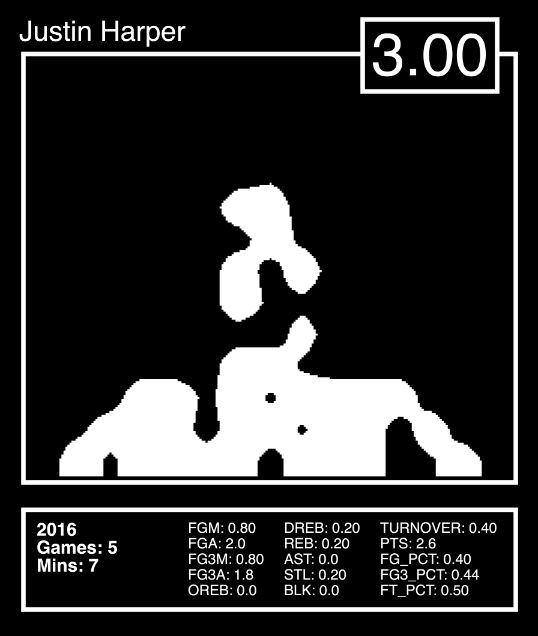 Justin Harper
3.00
2016
Games: 5
Mins: 7
FGM: 0.80
FGA: 2.0
FG3M: 0.80
FG3A: 1.8
OREB: 0.0
DREB: 0.20
REB: 0.20
AST: 0.0
STL: 0.20
BLK: 0.0
TURNOVER: 0.40
PTS: 2.6
FG_PCT: 0.40
FG3_PCT: 0.44
FT_PCT: 0.50